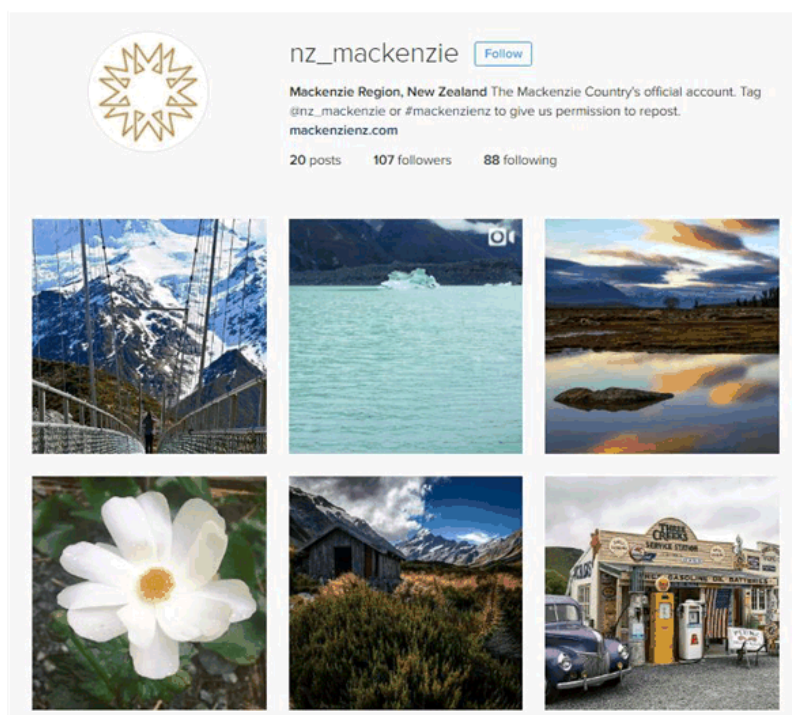 nz_mackenzie Follow
Mackenzie Region, New Zealand The Mackenzie Country's official account. Tag
@nz_mackenzie or #mackenzienz to give us permission to repost.
mackenzienz.com
20 posts 107 followers 88 following
THREE
CREEKS
SERVICE STATION
GASOLINE OIL BATTERIES